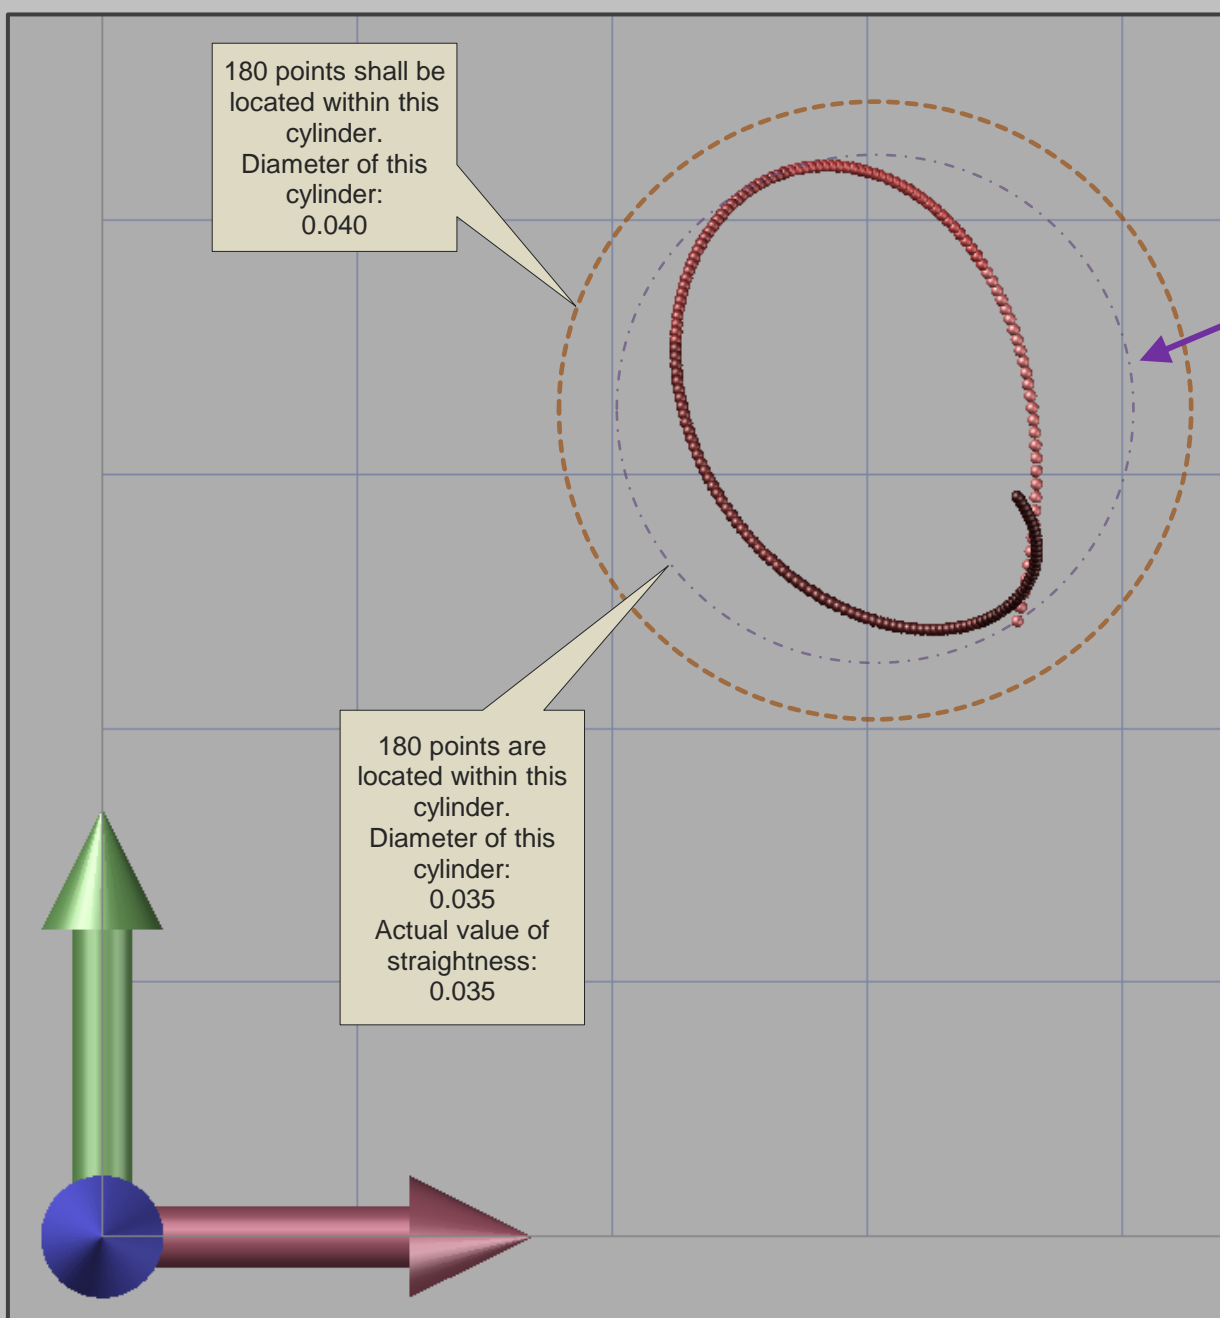 180 points shall be
located within this
cylinder.
Diameter of this
cylinder:
0.040
180 points are
located within this
cylinder.
Diameter of this
cylinder:
0.035
Actual value of
straightness:
0.035